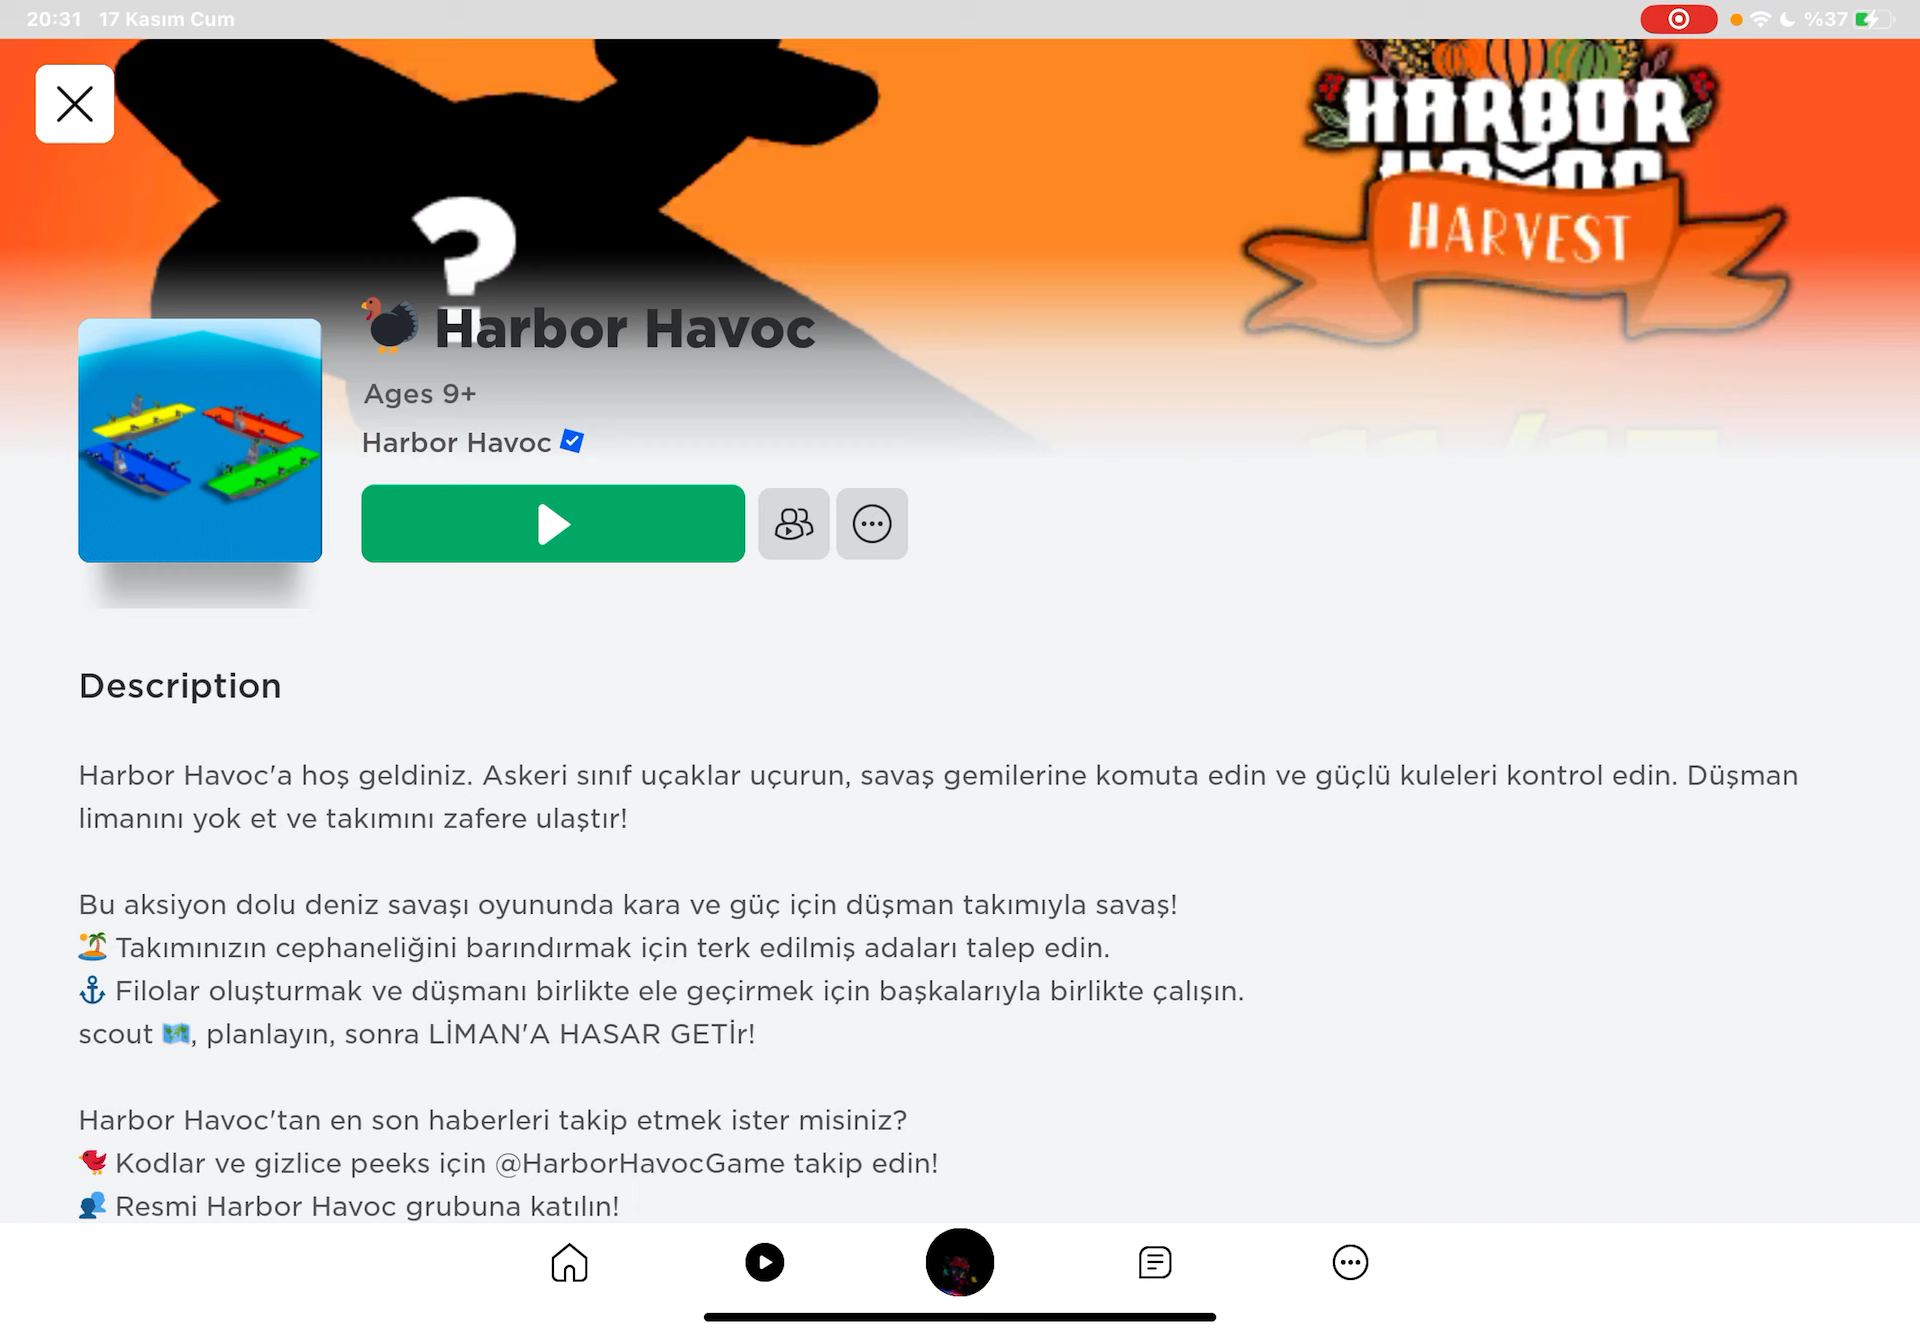 20:31 17 Kasım Cum
%37
HARBOR
HAVOC
HARVEST
?
Harbor Havoc
Ages 9+
Harbor Havoc
Description
Harbor Havoc'a hoş geldiniz. Askeri sınıf uçaklar uçurun, savaş gemilerine komuta edin ve güçlü kuleleri kontrol edin. Düşman
limanını yok et ve takımını zafere ulaştır!
Bu aksiyon dolu deniz savaşı oyununda kara ve güç için düşman takımıyla savaş!
🏝️ Takımınızın cephaneliğini barındırmak için terk edilmiş adaları talep edin.
⚓ Filolar oluşturmak ve düşmanı birlikte ele geçirmek için başkalarıyla birlikte çalışın.
scout 🗺️, planlayın, sonra LİMAN'A HASAR GETİr!
Harbor Havoc'tan en son haberleri takip etmek ister misiniz?
🐦 Kodlar ve gizlice peeks için @HarborHavocGame takip edin!
👥 Resmi Harbor Havoc grubuna katılın!